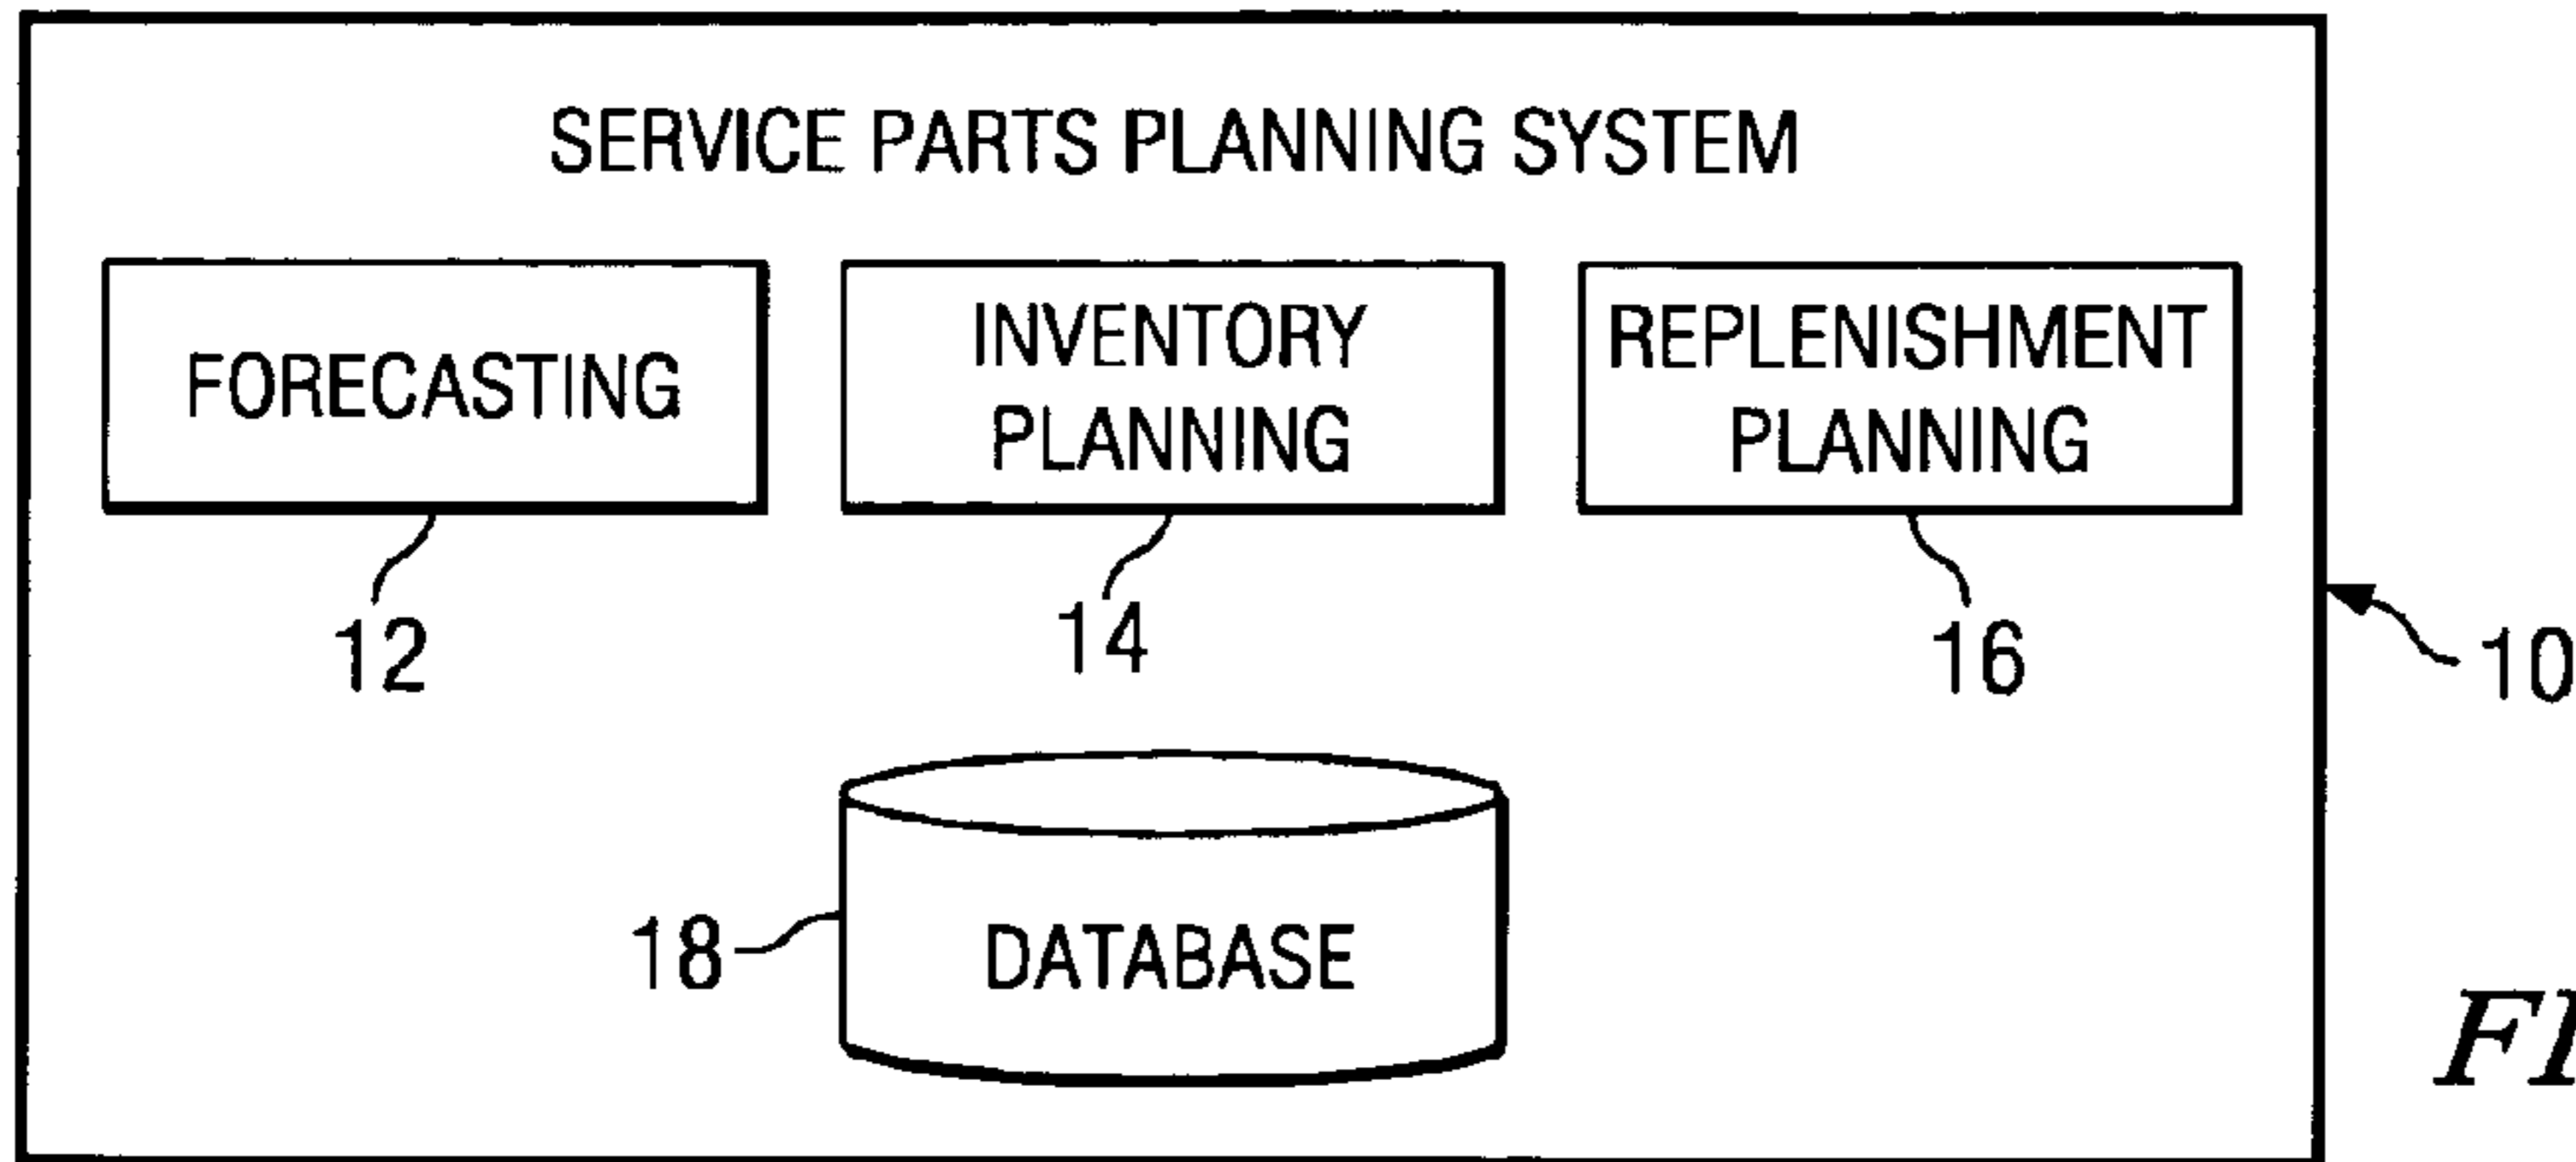 SERVICE PARTS PLANNING SYSTEM
FORECASTING
INVENTORY
PLANNING
REPLENISHMENT
PLANNING
12
14
16
10
18
DATABASE